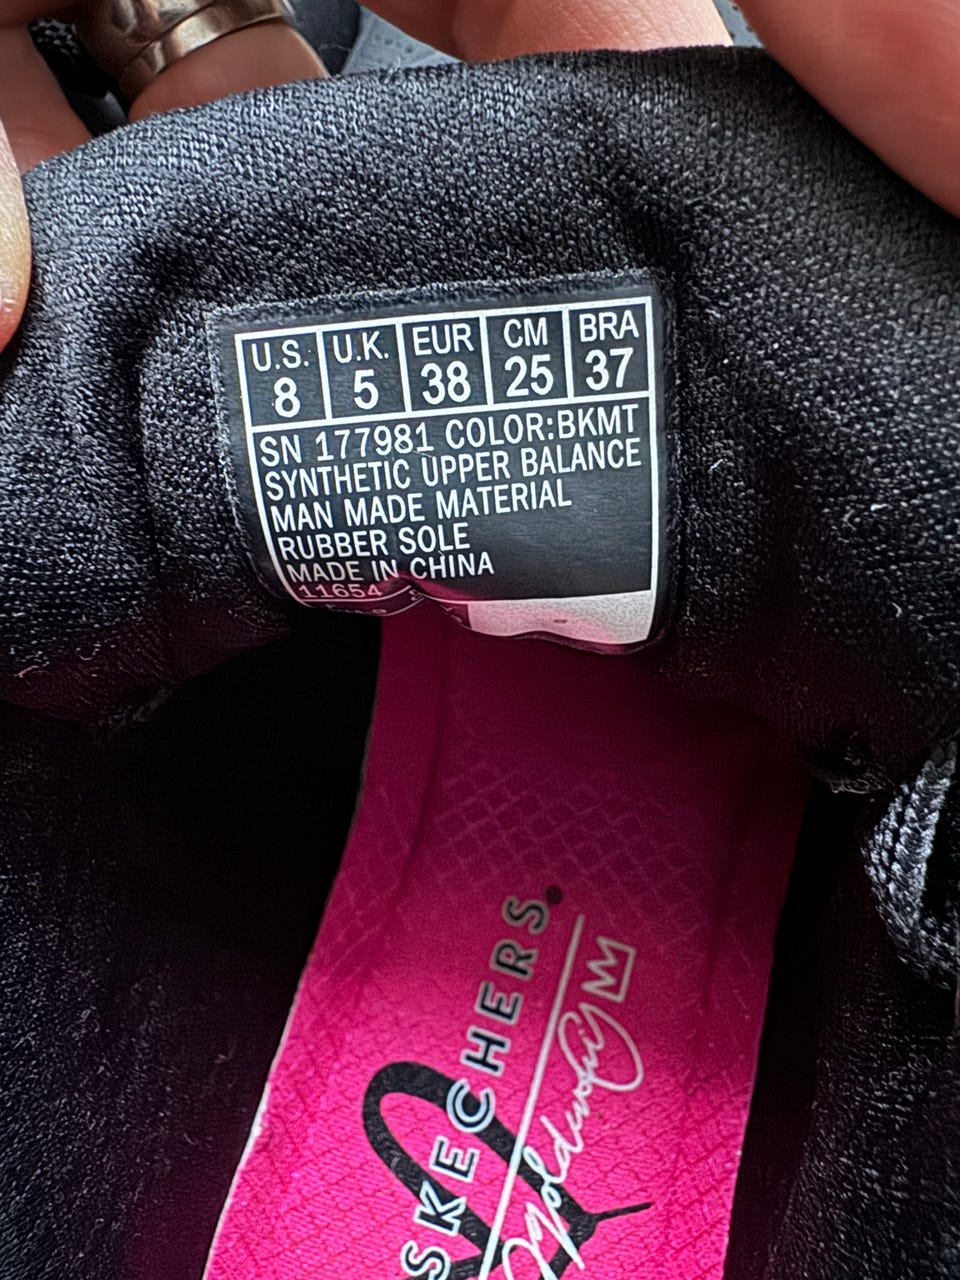 U.S. U.K. EUR CM BRA
8 5 38 25 37
SN 177981 COLOR:BKMT
SYNTHETIC UPPER BALANCE
MAN MADE MATERIAL
RUBBER SOLE
MADE IN CHINA
11654
SKECHERS